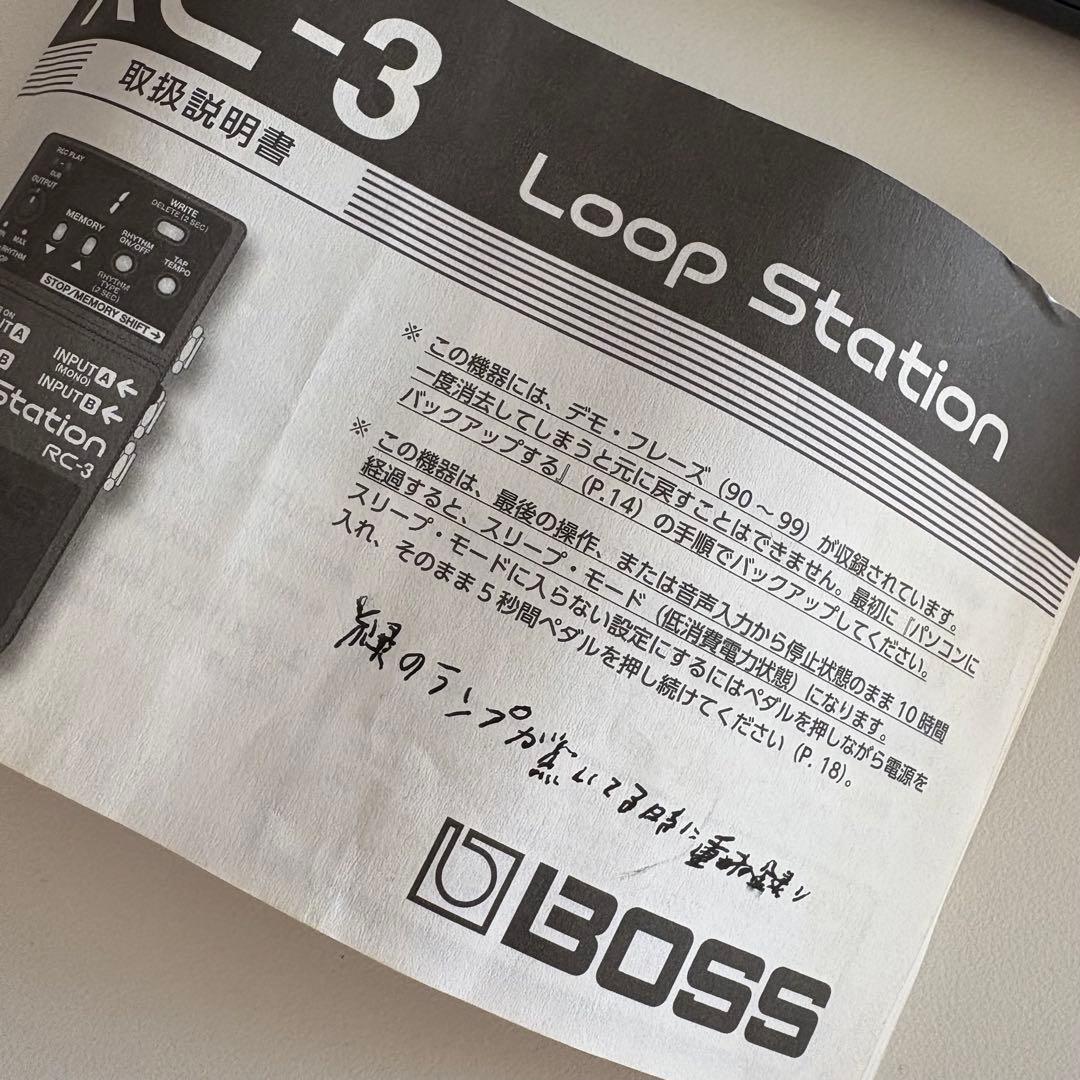 RC-3
取扱説明書
Loop Station
REC PLAY
DUB
OUTPUT
WRITE
DELETE (2 SEC)
MEMORY
RHYTHM
ON/OFF
TAP
TEMPO
MAX
RHYTHM
RHYTHM
TYPE
(2 SEC)
STOP/MEMORY SHIFT→
INPUT A
(MONO)
INPUT B
Station
RC-3
※ この機器には、デモ・フレーズ（90～99）が収録されています。
一度消去してしまうと元に戻すことはできません。最初に『パソコンに
バックアップする』（P.14）の手順でバックアップしてください。
※ この機器は、最後の操作、または音声入力から停止状態のまま10時間
経過すると、スリープ・モード（低消費電力状態）になります。
スリープ・モードに入らない設定にするにはペダルを押しながら電源を
入れ、そのまま5秒間ペダルを押し続けてください（P. 18）。
緑のランプが点いてる時に重ね録り
BOSS